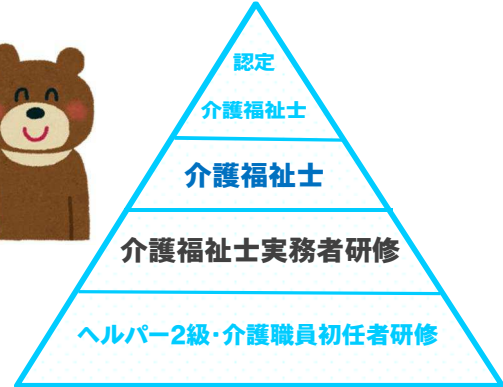 認定
介護福祉士
介護福祉士
介護福祉士実務者研修
ヘルパー2級・介護職員初任者研修